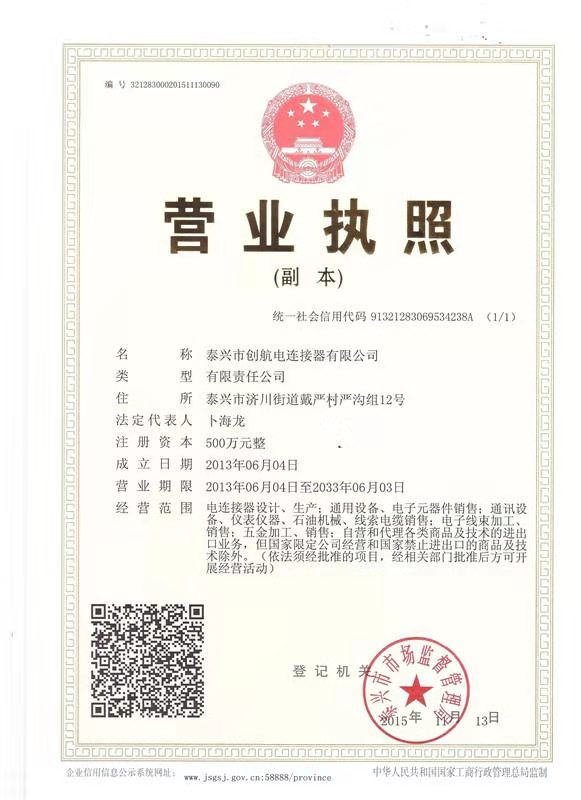 编 号 321283000201511130090
营业执照
(副 本)
统一社会信用代码 91321283069534238A （1/1）
名 称 泰兴市创航电连接器有限公司
类 型 有限责任公司
住 所 泰兴市济川街道戴严村严沟组12号
法定代表人 卜海龙
注册资本 500万元整
成立日期 2013年06月04日
营业期限 2013年06月04日至2033年06月03日
经营范围 电连接器设计、生产；通用设备、电子元器件销售；通讯设
备、仪表仪器、石油机械、线索电缆销售；电子线束加工、
销售；五金加工、销售；自营和代理各类商品及技术的进出
口业务，但国家限定公司经营和国家禁止进出口的商品及技
术除外。（依法须经批准的项目，经相关部门批准后方可开
展经营活动）
登记机关
泰兴市市场监督管理局
2015年 11月 13日
企业信用信息公示系统网址： www.jsgsj.gov.cn:58888/province
中华人民共和国国家工商行政管理总局监制